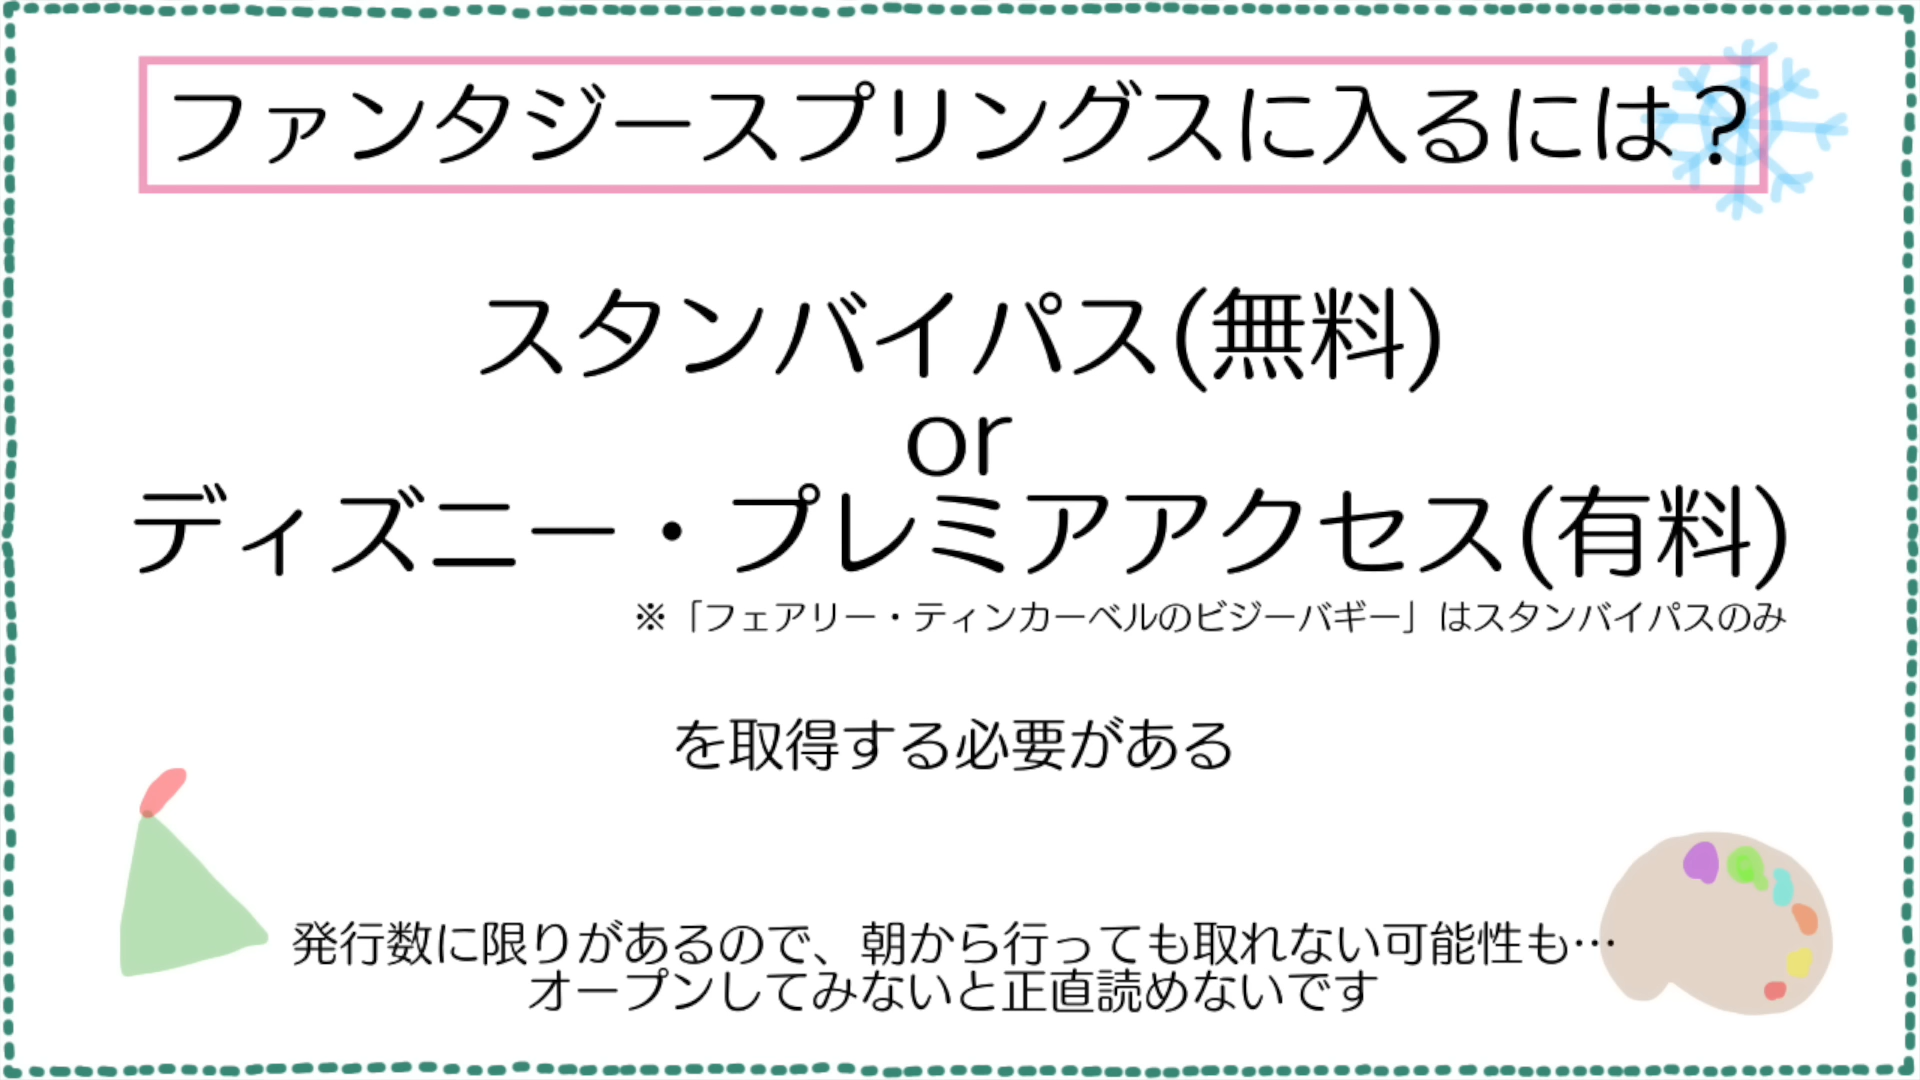 ファンタジースプリングスに入るには？
スタンバイパス(無料)
or
ディズニー・プレミアアクセス(有料)
※「フェアリー・ティンカーベルのビジーバギー」はスタンバイパスのみ
を取得する必要がある
発行数に限りがあるので、朝から行っても取れない可能性も…
オープンしてみないと正直読めないです